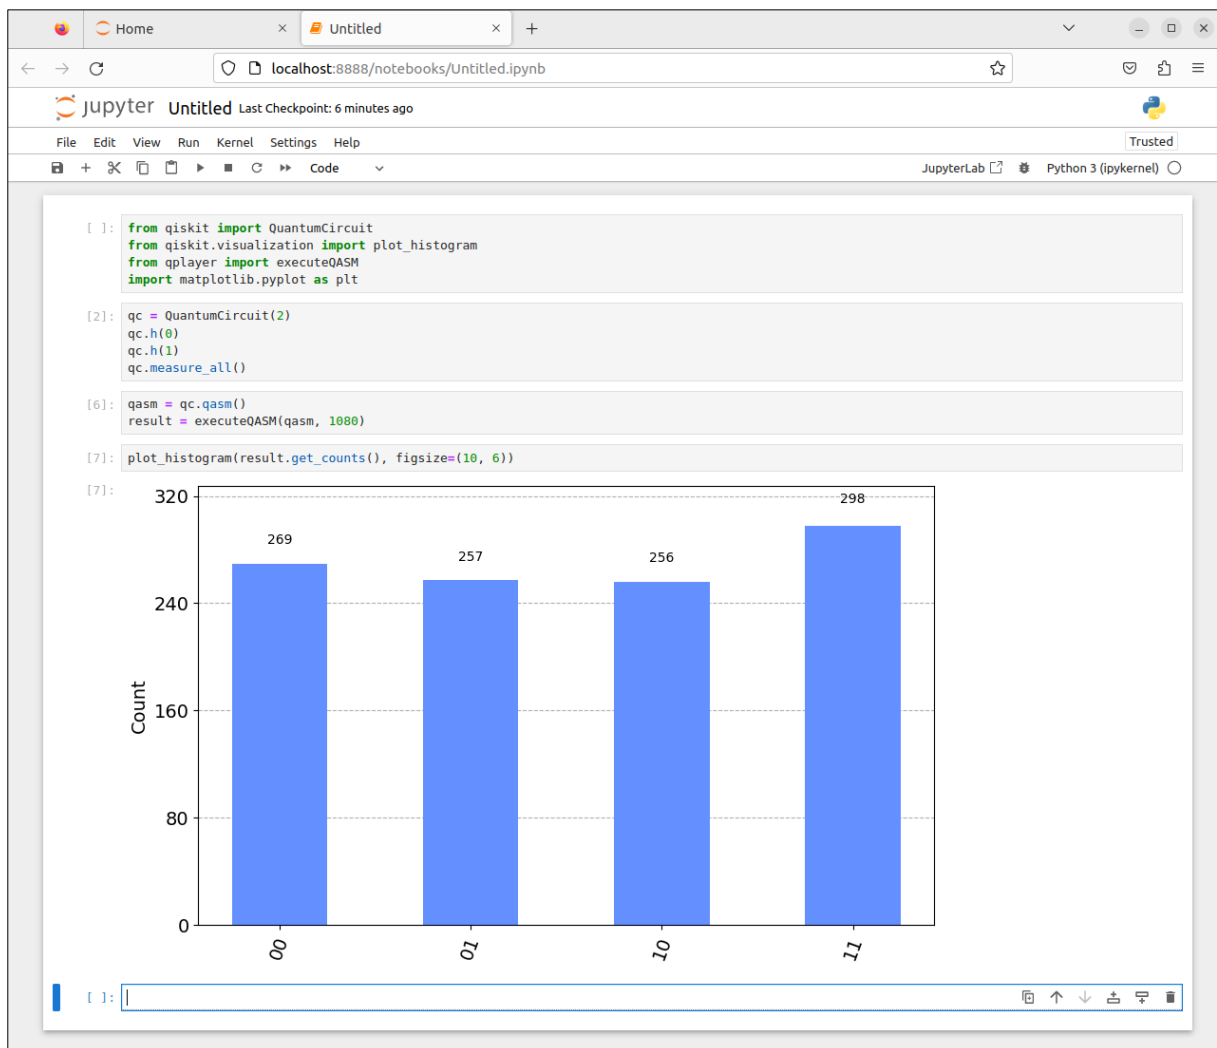 Home
Untitled
localhost:8888/notebooks/Untitled.ipynb
jupyter Untitled Last Checkpoint: 6 minutes ago
File Edit View Run Kernel Settings Help
Trusted
Code
JupyterLab
Python 3 (ipykernel)
[ ]: from qiskit import QuantumCircuit
from qiskit.visualization import plot_histogram
from qplayer import executeQASM
import matplotlib.pyplot as plt
[2]: qc = QuantumCircuit(2)
qc.h(0)
qc.h(1)
qc.measure_all()
[6]: qasm = qc.qasm()
result = executeQASM(qasm, 1080)
[7]: plot_histogram(result.get_counts(), figsize=(10, 6))
[7]:
320
298
269
257
256
240
Count
160
80
0
00 01 10 11
[ ]: